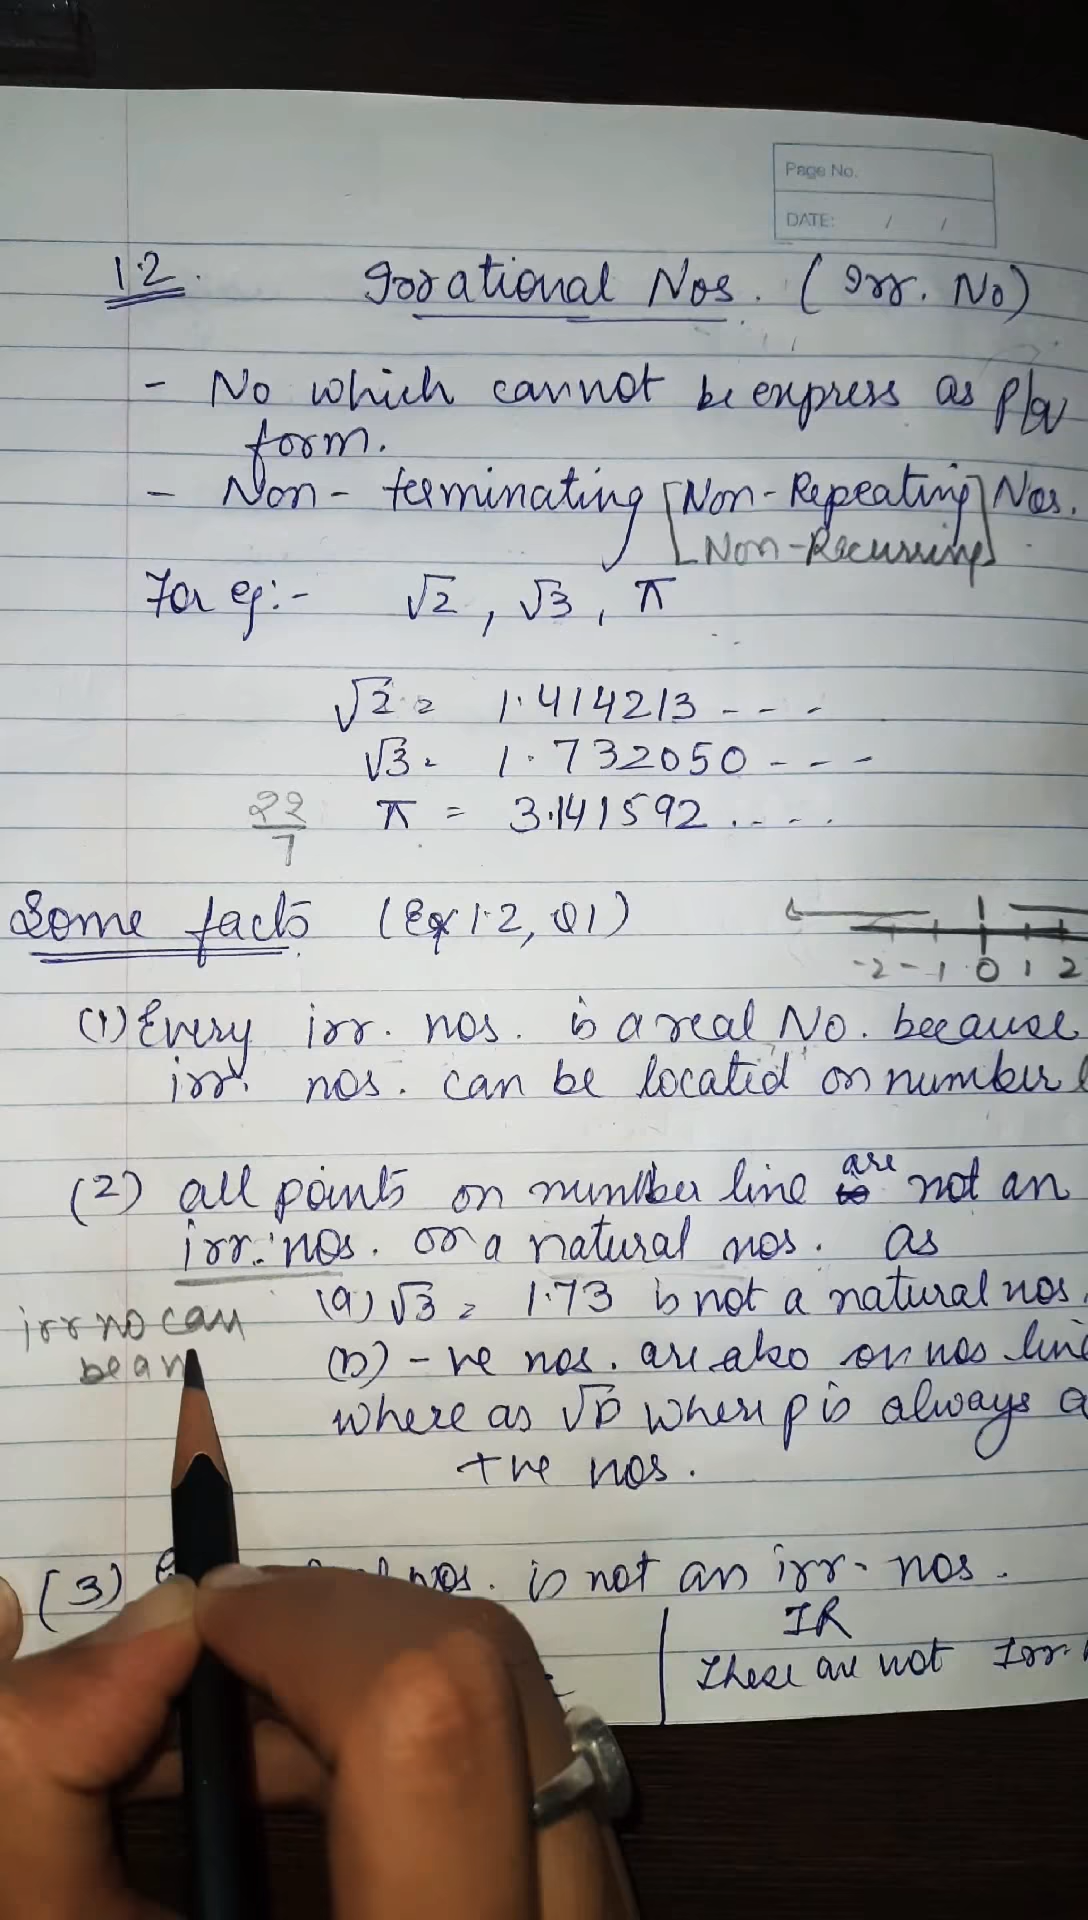 Page No.
DATE: / /
1.2. Irrational Nos. (Irr. No)
- No which cannot be express as P/q
form.
- Non-terminating [Non-Repeating] Nos.
[Non-Recurring]
For eg:- √2, √3, π
√2 = 1.414213 - - -
√3 = 1.732050 - - -
22/7 π = 3.141592 . . . .
Some facts (Ex 1.2, Q1)
-2 -1 0 1 2
(1) Every irr. nos. is a real No. because
irr. nos. can be located on number
(2) all points on number line are not an
irr. nos. or a natural nos. as
(a) √3 = 1.73 is not a natural nos.
irr no can
be an
(b) -ve nos. are also on nos line
where as √p where p is always a
+ve nos.
(3) nos. is not an irr- nos.
IR
These are not Irr.